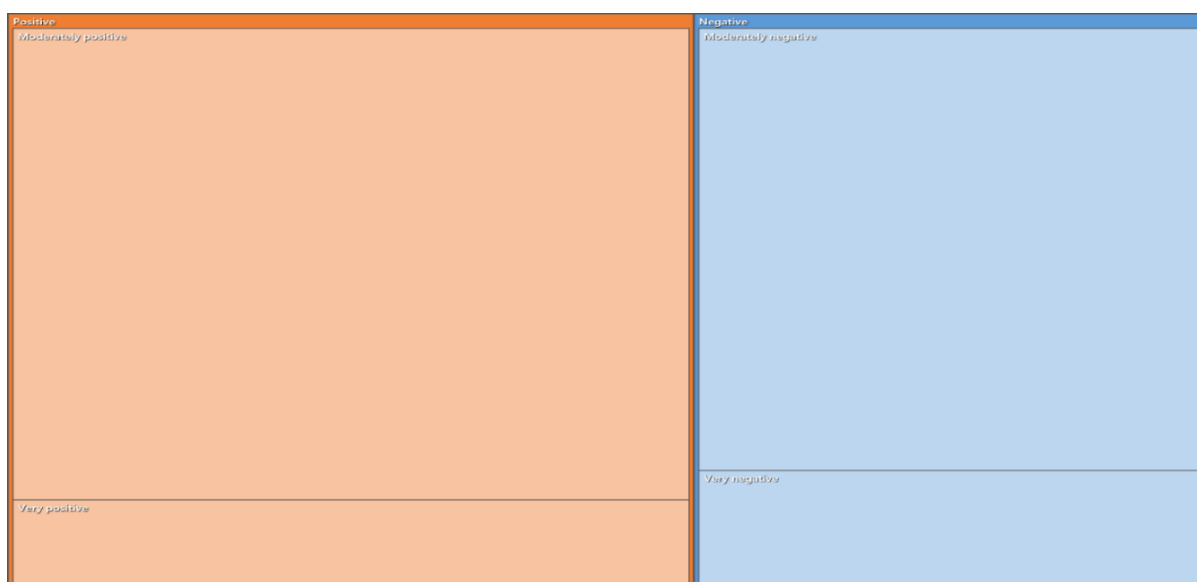 Positive
Moderately positive
Very positive
Negative
Moderately negative
Very negative